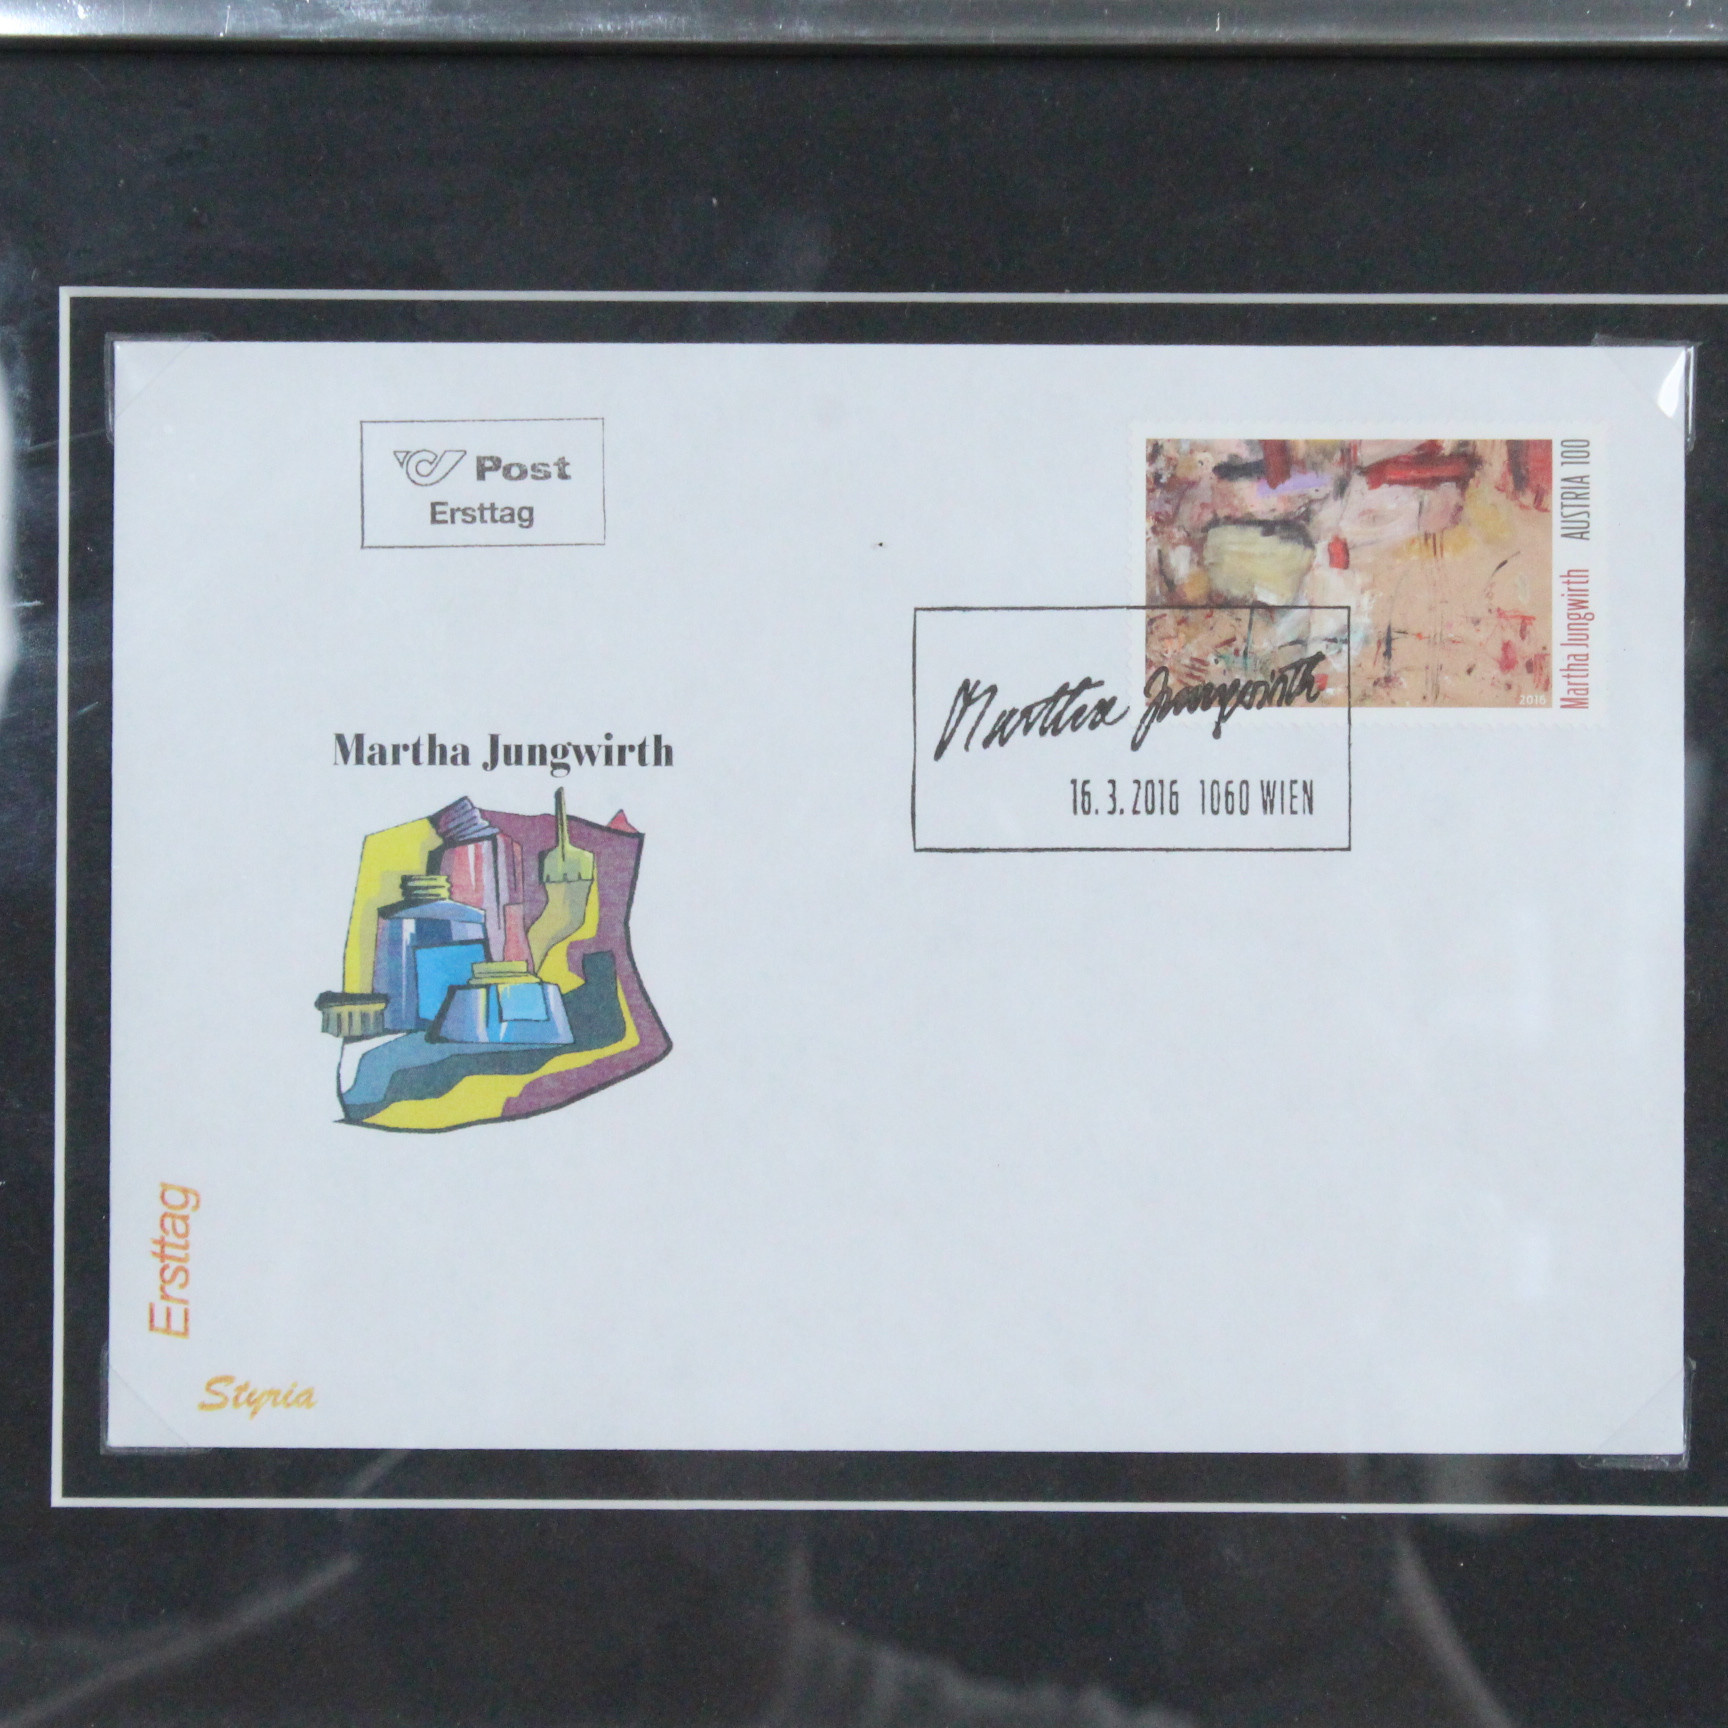 Post
Ersttag
AUSTRIA 100
Martha Jungwirth
2016
Martha Jungwirth
16.3.2016 1060 WIEN
Martha Jungwirth
Ersttag
Styria